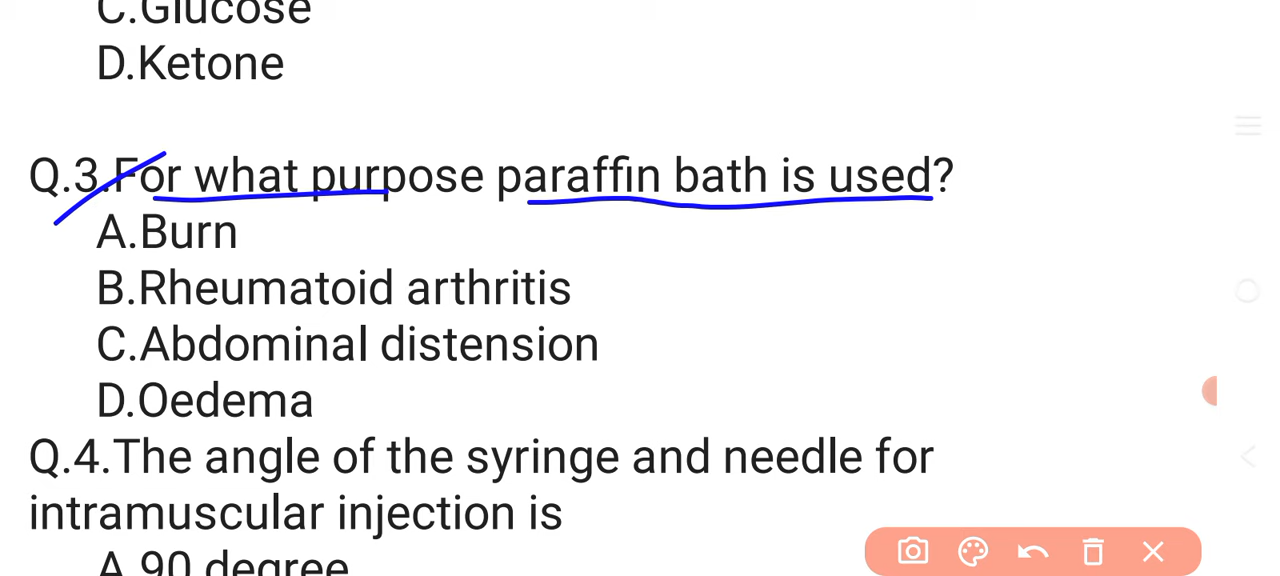 C.Glucose
D.Ketone
Q.3.For what purpose paraffin bath is used?
A.Burn
B.Rheumatoid arthritis
C.Abdominal distension
D.Oedema
Q.4.The angle of the syringe and needle for
intramuscular injection is
A.90 degree